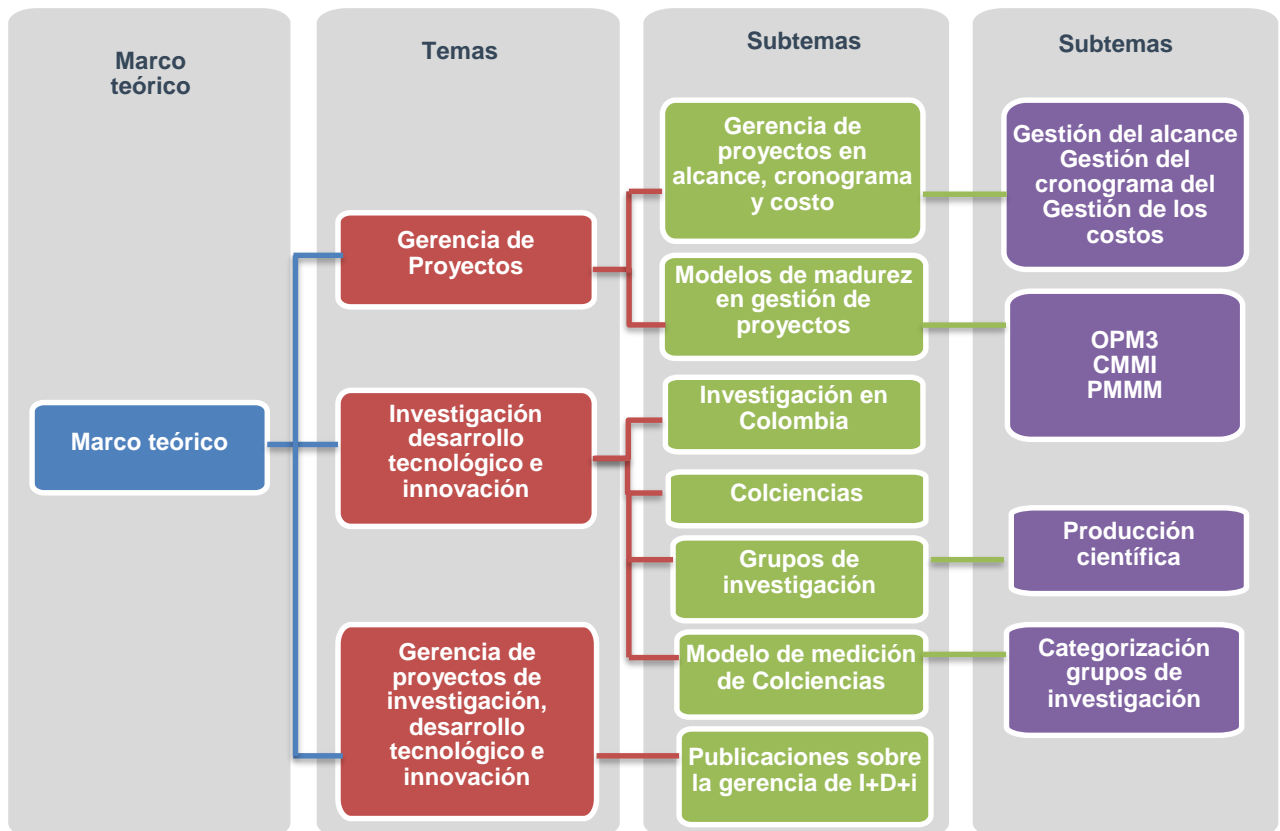 Marco
teórico
Temas
Subtemas
Subtemas
Marco teórico
Gerencia de
Proyectos
Investigación
desarrollo
tecnológico e
innovación
Gerencia de
proyectos de
investigación,
desarrollo
tecnológico e
innovación
Gerencia de
proyectos en
alcance, cronograma
y costo
Modelos de madurez
en gestión de
proyectos
Investigación en
Colombia
Colciencias
Grupos de
investigación
Modelo de medición
de Colciencias
Publicaciones sobre
la gerencia de I+D+i
Gestión del alcance
Gestión del
cronograma del
Gestión de los
costos
OPM3
CMMI
PMMM
Producción
científica
Categorización
grupos de
investigación